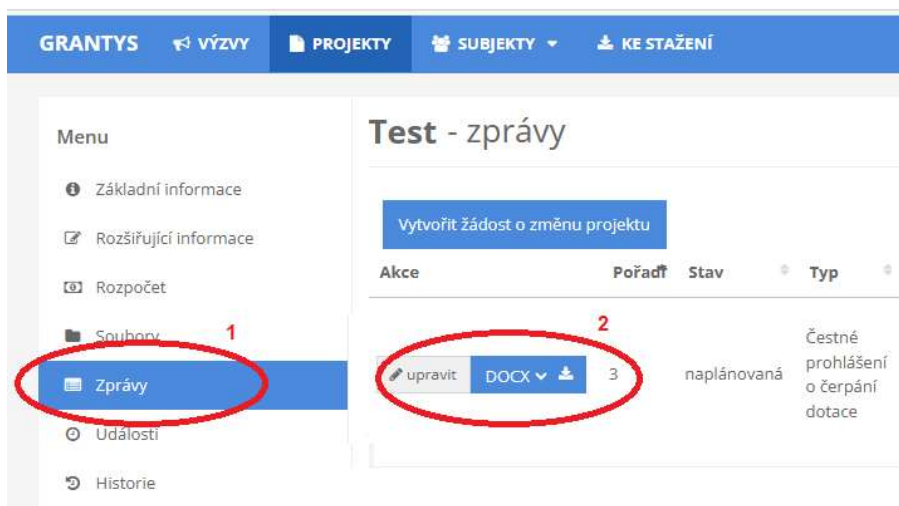 GRANTYS VÝZVY PROJEKTY SUBJEKTY KE STAŽENÍ
Menu
Základní informace
Rozšiřující informace
Rozpočet
Soubory
1
Zprávy
Události
Historie
Test - zprávy
Vytvořit žádost o změnu projektu
Akce Pořadí Stav Typ
2
upravit DOCX 3 naplánovaná
Čestné
prohlášení
o čerpání
dotace